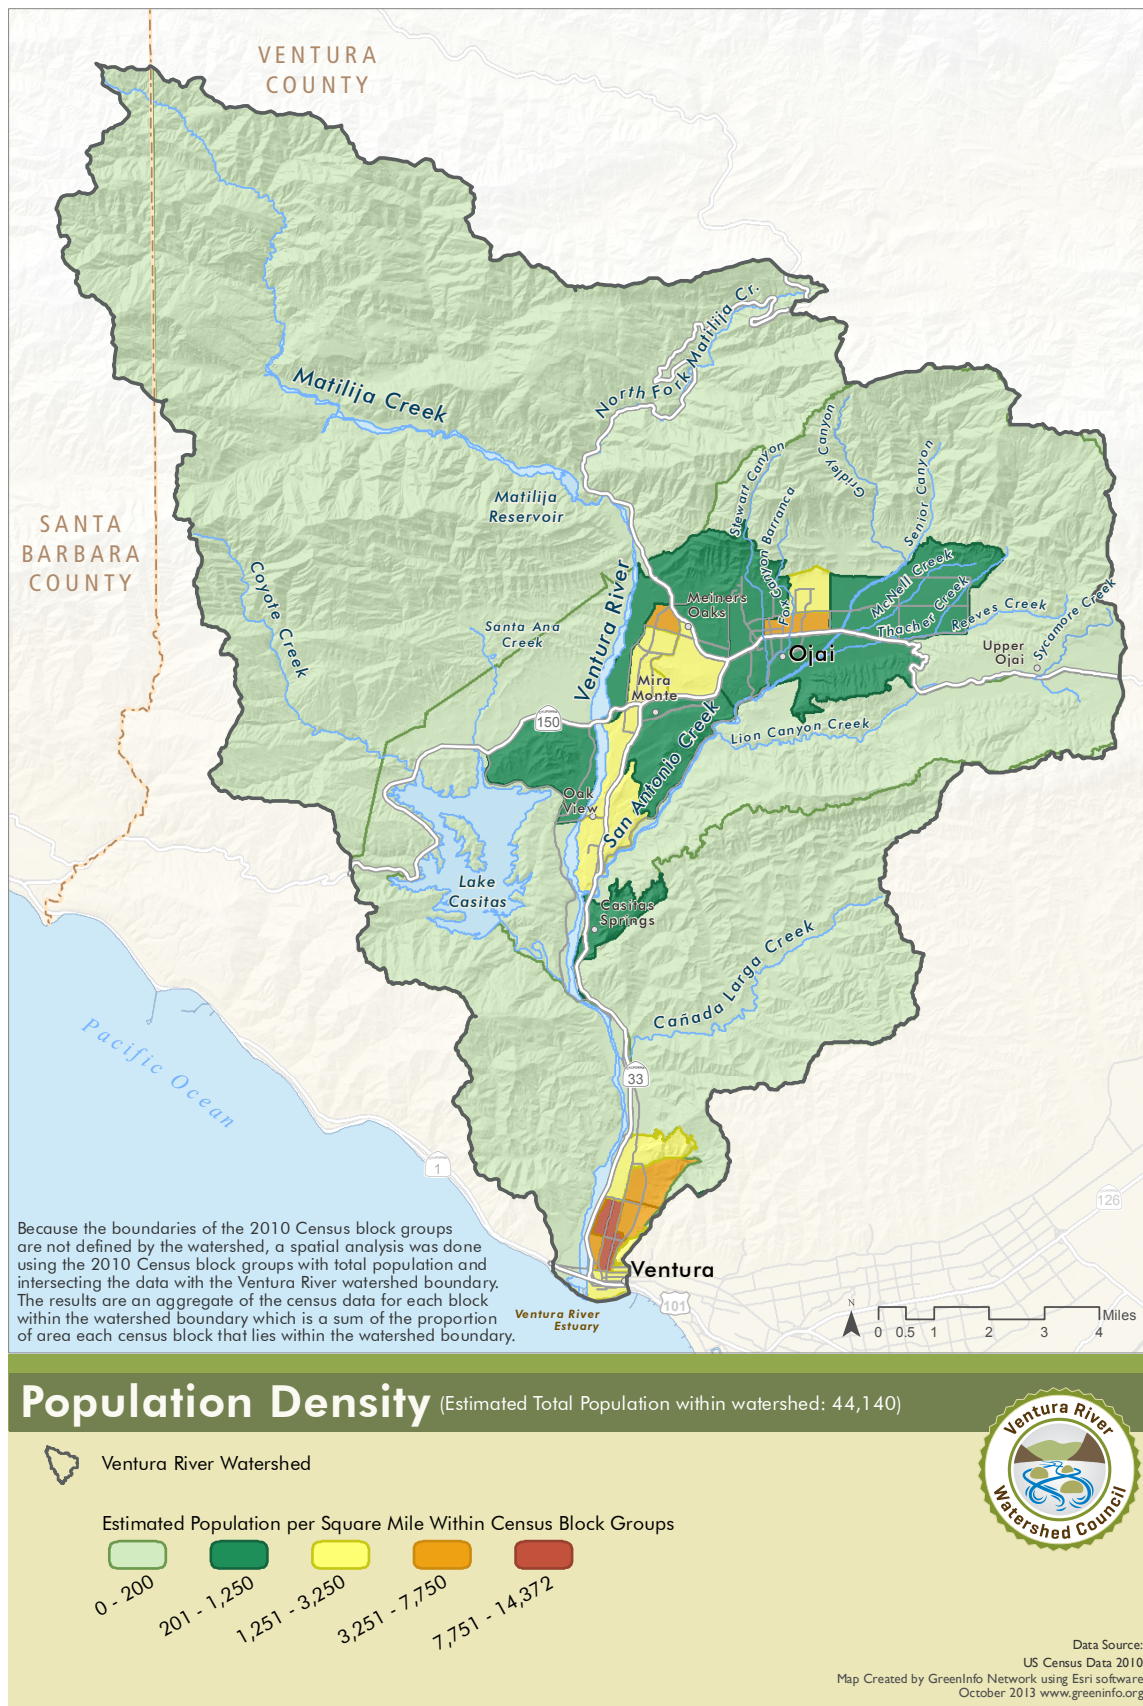 VENTURA
COUNTY
North Fork Matilija Cr.
Matilija Creek
Matilija
Reservoir
SANTA
BARBARA
COUNTY
Coyote Creek
Santa Ana
Creek
Ventura River
Stewart Canyon
Fox Canyon Barranca
Gridley Canyon
Senior Canyon
McNell Creek
Thacher Creek
Reeves Creek
Sycamore Creek
Meiners
Oaks
Ojai
Upper
Ojai
Mira
Monte
CALIFORNIA
150
Lion Canyon Creek
San Antonio Creek
Oak
View
Lake
Casitas
Casitas
Springs
Cañada Larga Creek
Pacific Ocean
CALIFORNIA
33
CALIFORNIA
1
CALIFORNIA
126
Ventura
101
Ventura River
Estuary
Because the boundaries of the 2010 Census block groups
are not defined by the watershed, a spatial analysis was done
using the 2010 Census block groups with total population and
intersecting the data with the Ventura River watershed boundary.
The results are an aggregate of the census data for each block
within the watershed boundary which is a sum of the proportion
of area each census block that lies within the watershed boundary.
N
0 0.5 1 2 3 4 Miles
Population Density (Estimated Total Population within watershed: 44,140)
Ventura River
Watershed Council
Ventura River Watershed
Estimated Population per Square Mile Within Census Block Groups
0 - 200
201 - 1,250
1,251 - 3,250
3,251 - 7,750
7,751 - 14,372
Data Source:
US Census Data 2010
Map Created by GreenInfo Network using Esri software
October 2013 www.greeninfo.org